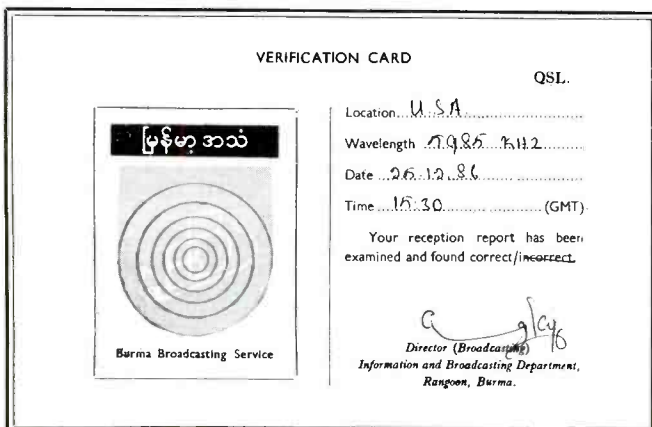 VERIFICATION CARD
QSL.
မြန်မာ့အသံ
Burma Broadcasting Service
Location U.S.A.
Wavelength 5985 KHZ
Date 25.12.86
Time 15:30 (GMT)
Your reception report has been
examined and found correct/incorrect.
Director (Broadcasting)
Information and Broadcasting Department,
Rangoon, Burma.